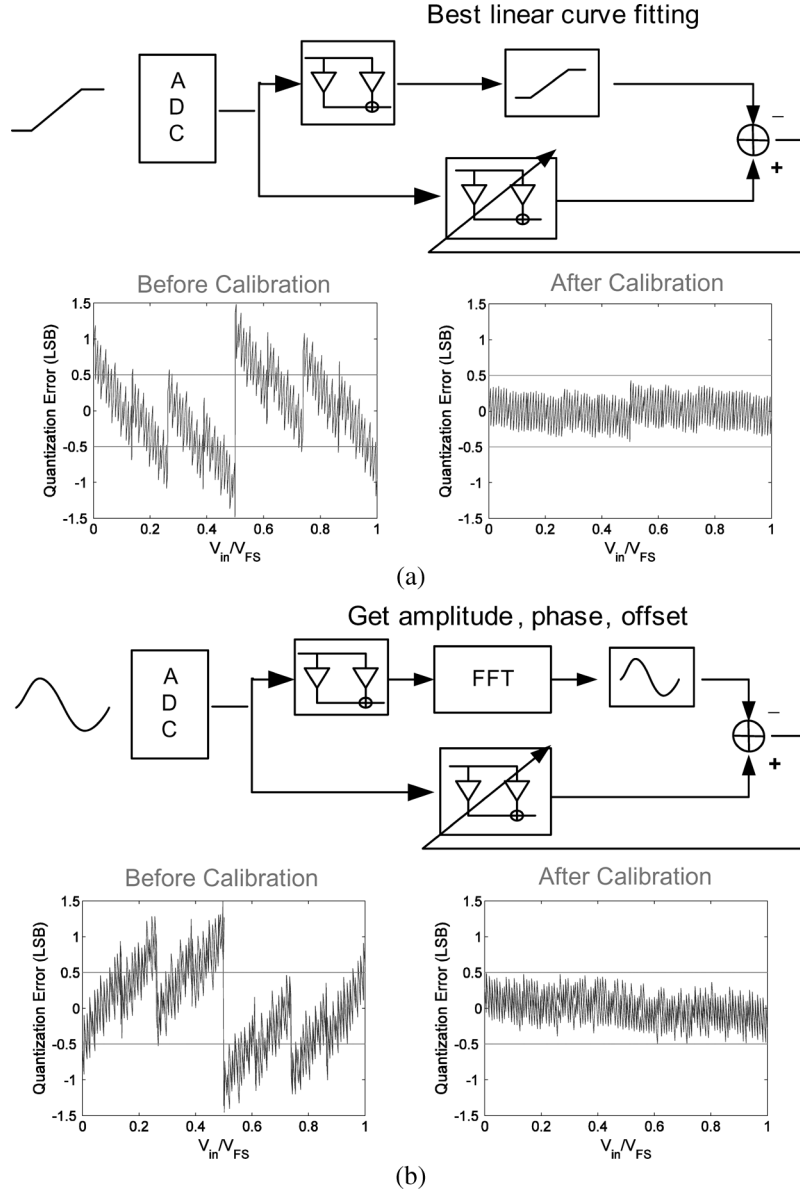 Best linear curve fitting
A
D
C
−
+
Before Calibration
After Calibration
Quantization Error (LSB)
1.5
1
0.5
0
-0.5
-1
-1.5
0 0.2 0.4 0.6 0.8 1
Vin/VFS
Quantization Error (LSB)
1.5
1
0.5
0
-0.5
-1
-1.5
0 0.2 0.4 0.6 0.8 1
Vin/VFS
(a)
Get amplitude, phase, offset
A
D
C
FFT
−
+
Before Calibration
After Calibration
Quantization Error (LSB)
1.5
1
0.5
0
-0.5
-1
-1.5
0 0.2 0.4 0.6 0.8 1
Vin/VFS
Quantization Error (LSB)
1.5
1
0.5
0
-0.5
-1
-1.5
0 0.2 0.4 0.6 0.8 1
Vin/VFS
(b)